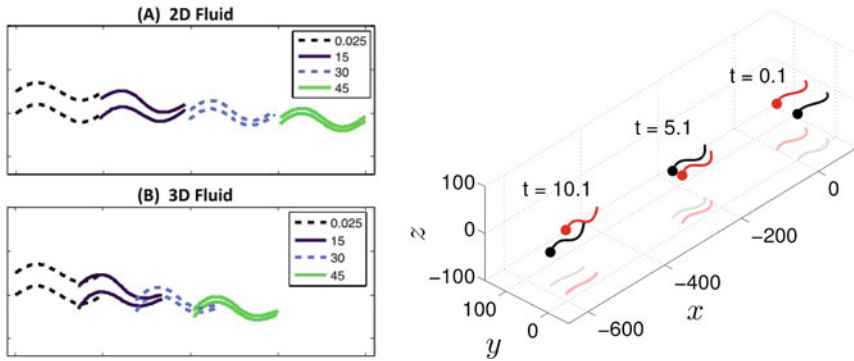 (A) 2D Fluid
0.025
15
30
45
(B) 3D Fluid
0.025
15
30
45
t = 0.1
t = 5.1
t = 10.1
100
0
−100
z
100
0
y
−600
−400
−200
0
x